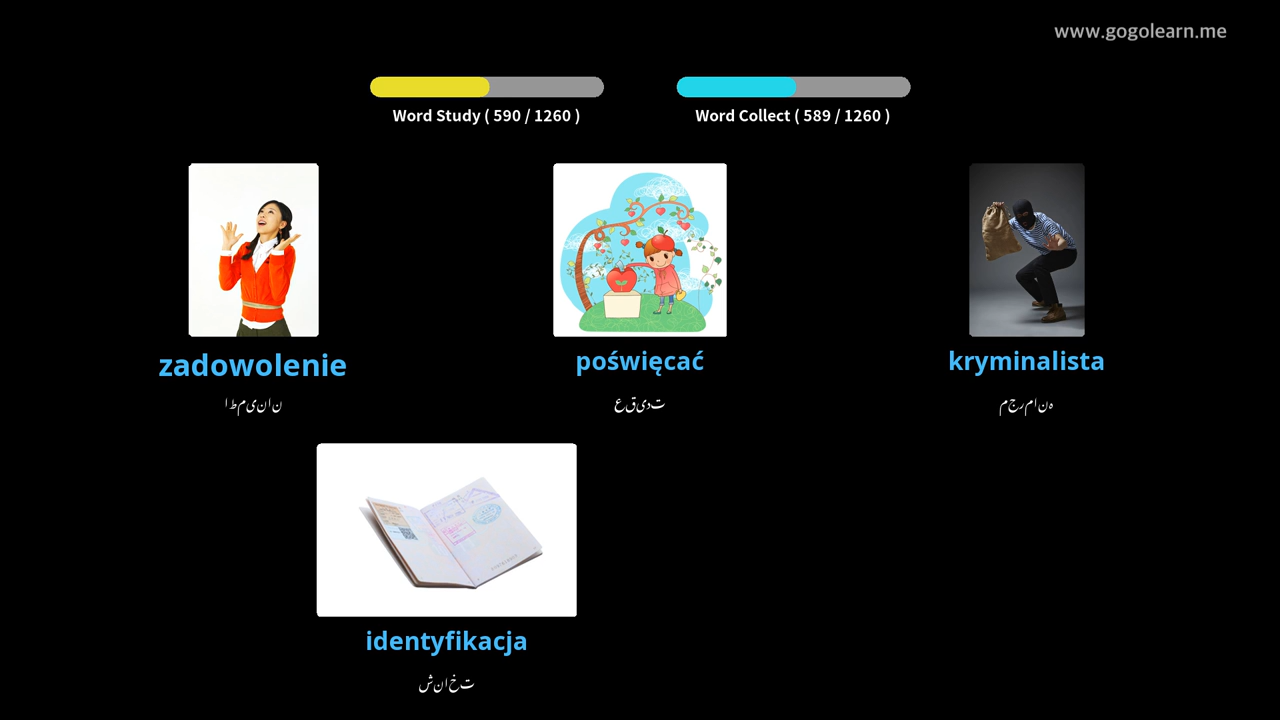 www.gogolearn.me
Word Study ( 590 / 1260 )
Word Collect ( 589 / 1260 )
zadowolenie
poświęcać
kryminalista
اطمینان
عقیدت
مجرمانہ
identyfikacja
شناخت